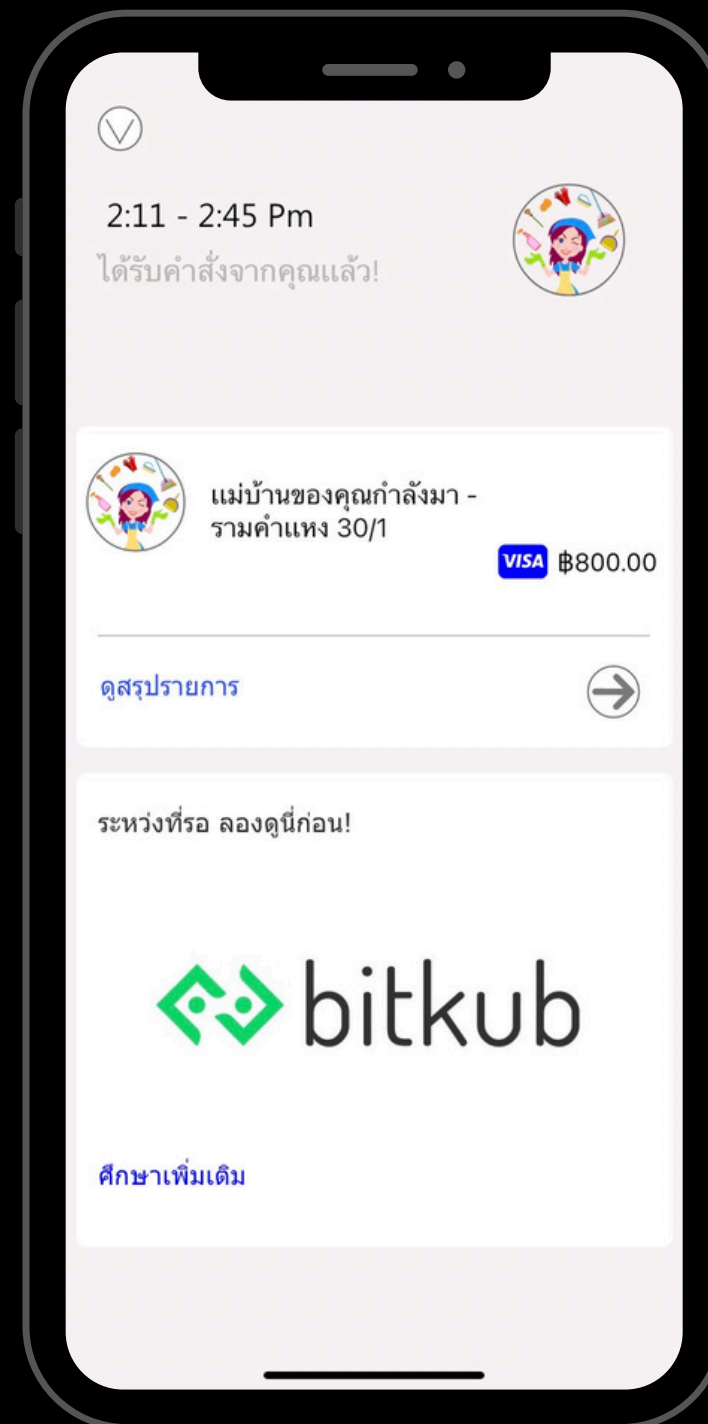 2:11 - 2:45 Pm
ได้รับคำสั่งจากคุณแล้ว!
แม่บ้านของคุณกำลังมา -
รามคำแหง 30/1
VISA ฿800.00
ดูสรุปรายการ
ระหว่งที่รอ ลองดูนี่ก่อน!
bitkub
ศึกษาเพิ่มเติม